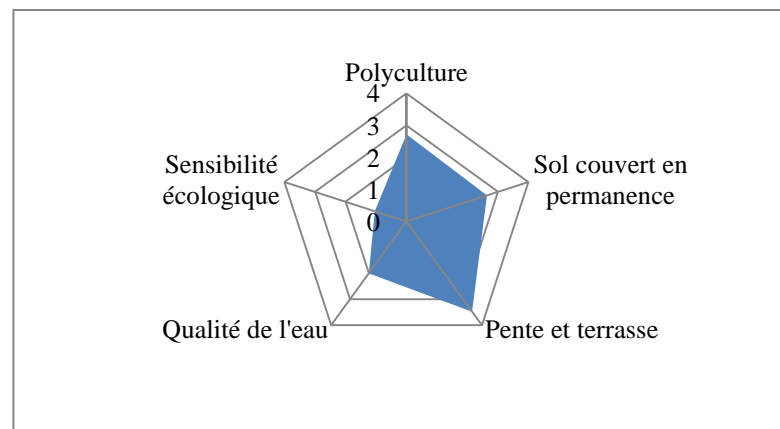 Polyculture
4
3
2
1
0
Sol couvert en
permanence
Pente et terrasse
Qualité de l'eau
Sensibilité
écologique